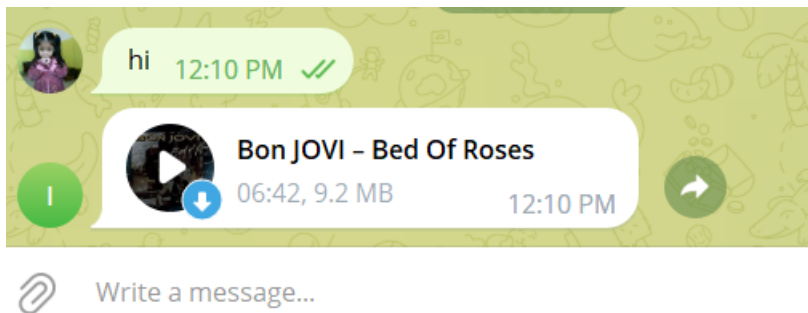 hi 12:10 PM
Bon JOVI – Bed Of Roses
06:42, 9.2 MB 12:10 PM
I
Write a message...